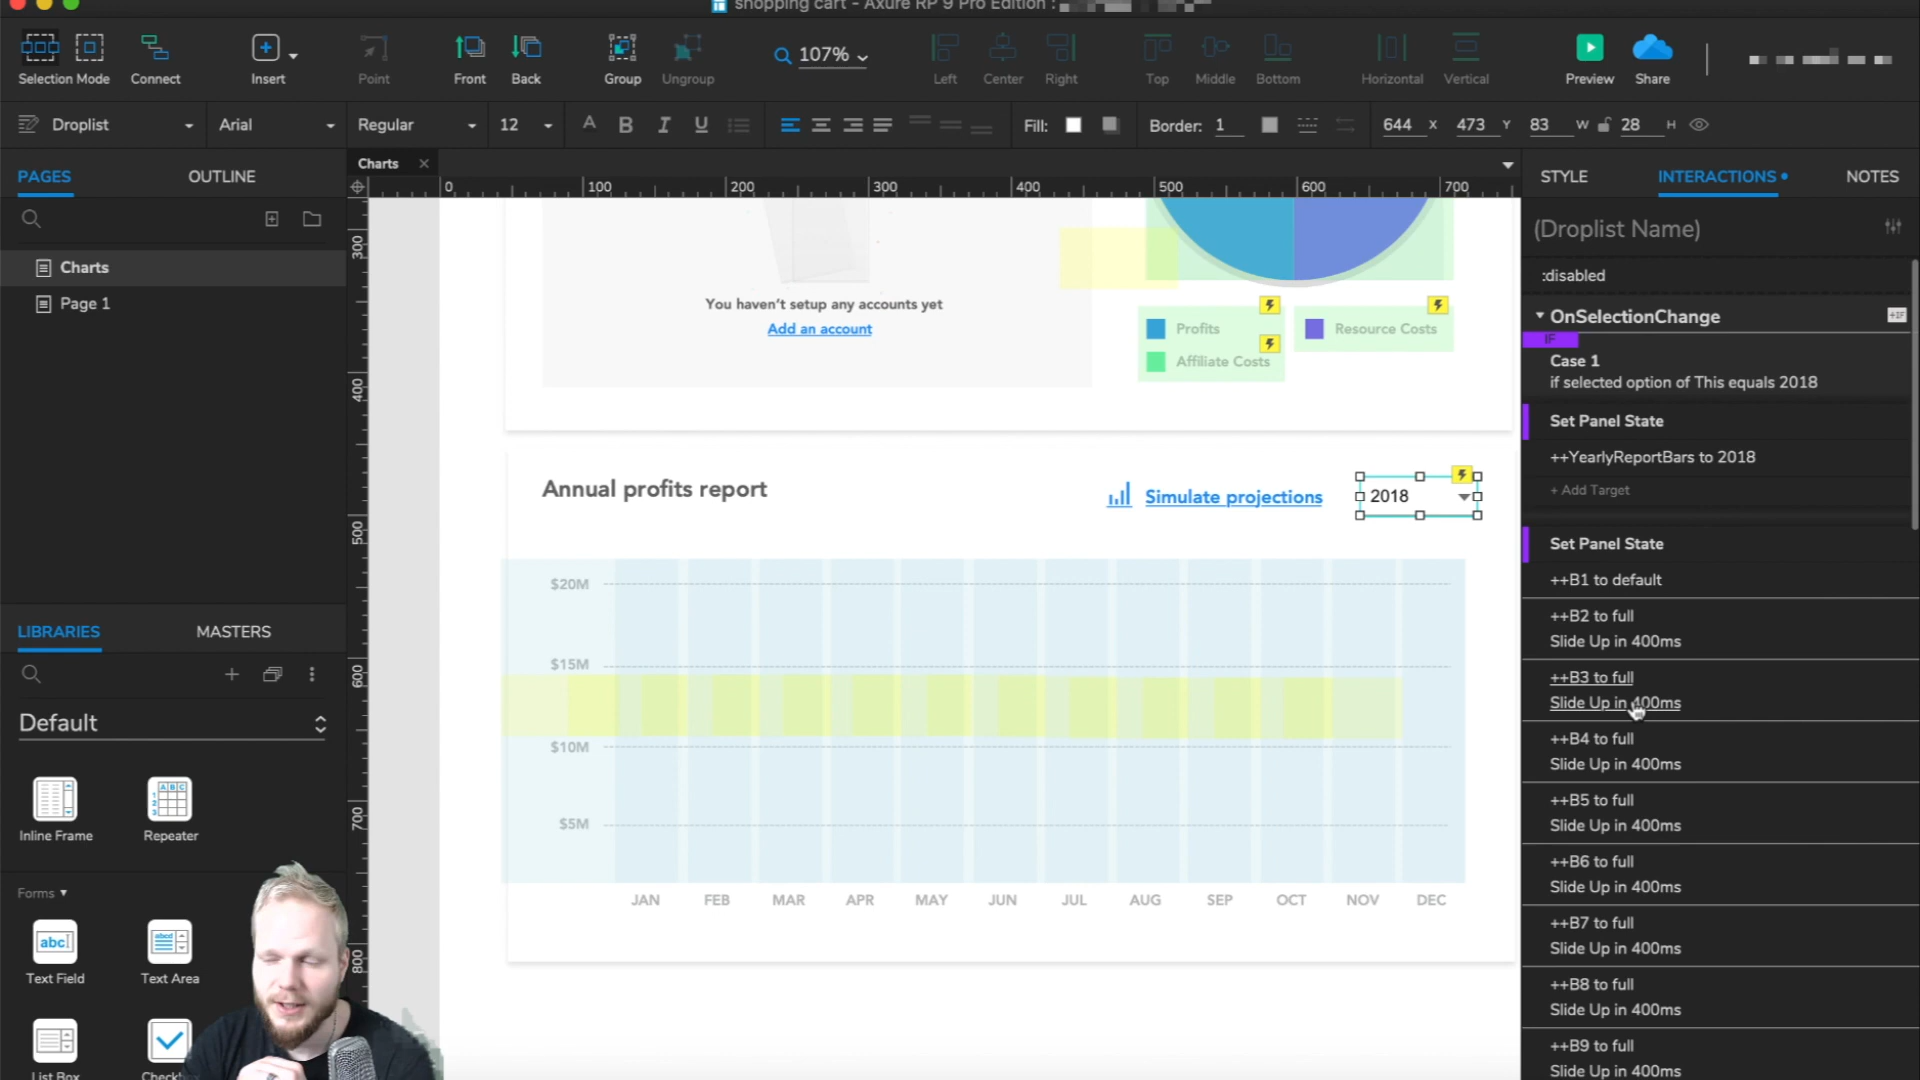 shopping cart - Axure RP 9 Pro Edition :
Selection Mode
Connect
Insert
Point
Front
Back
Group
Ungroup
107%
Left
Center
Right
Top
Middle
Bottom
Horizontal
Vertical
Preview
Share
Droplist
Arial
Regular
12
A
B
I
U
Fill:
Border: 1
644 X
473 Y
83 W
28 H
PAGES
OUTLINE
Charts
Page 1
LIBRARIES
MASTERS
Default
Inline Frame
Repeater
Forms
abc
Text Field
Text Area
List Box
Charts
0
100
200
300
400
500
600
700
300
400
500
600
700
800
You haven't setup any accounts yet
Add an account
Profits
Resource Costs
Affiliate Costs
Annual profits report
Simulate projections
2018
$20M
$15M
$10M
$5M
JAN
FEB
MAR
APR
MAY
JUN
JUL
AUG
SEP
OCT
NOV
DEC
STYLE
INTERACTIONS
NOTES
(Droplist Name)
:disabled
OnSelectionChange
+IF
IF
Case 1
if selected option of This equals 2018
Set Panel State
++YearlyReportBars to 2018
+ Add Target
Set Panel State
++B1 to default
++B2 to full
Slide Up in 400ms
++B3 to full
Slide Up in 400ms
++B4 to full
Slide Up in 400ms
++B5 to full
Slide Up in 400ms
++B6 to full
Slide Up in 400ms
++B7 to full
Slide Up in 400ms
++B8 to full
Slide Up in 400ms
++B9 to full
Slide Up in 400ms